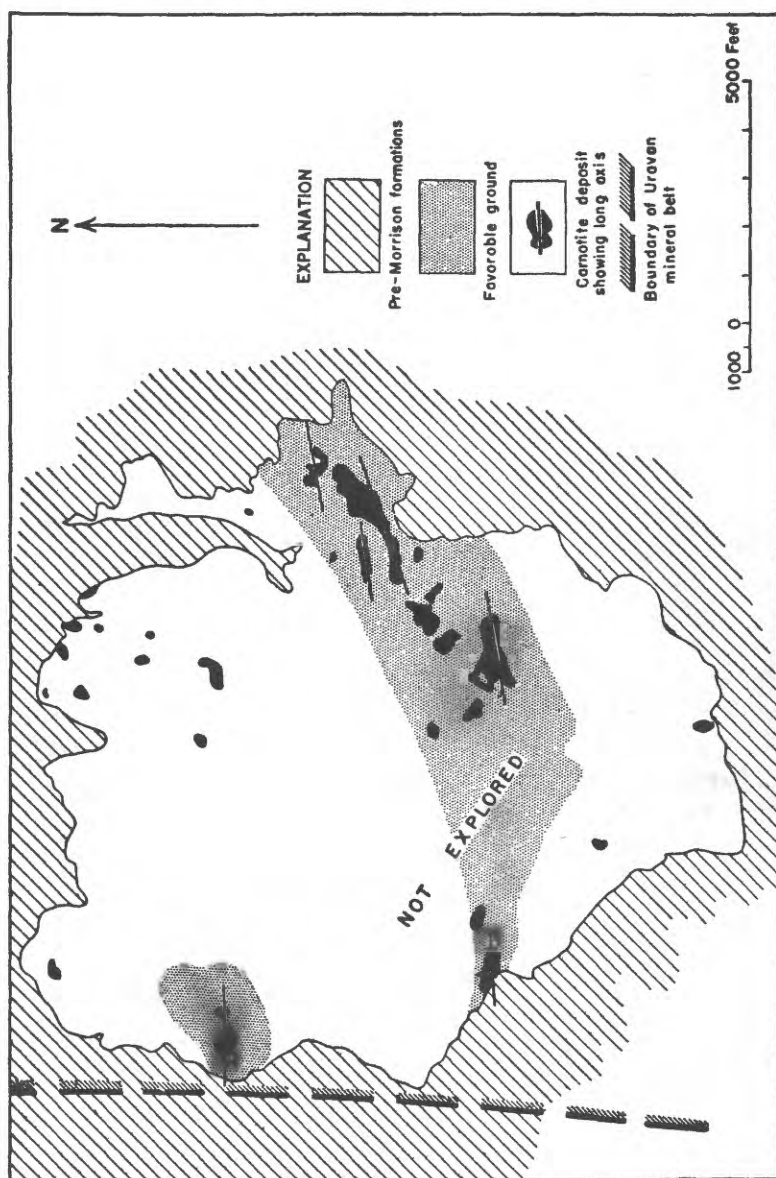 N
EXPLANATION
Pre-Morrison formations
Favorable ground
Carnotite deposit
showing long axis
Boundary of Uravan
mineral belt
1000 0 5000 Feet
NOT EXPLORED